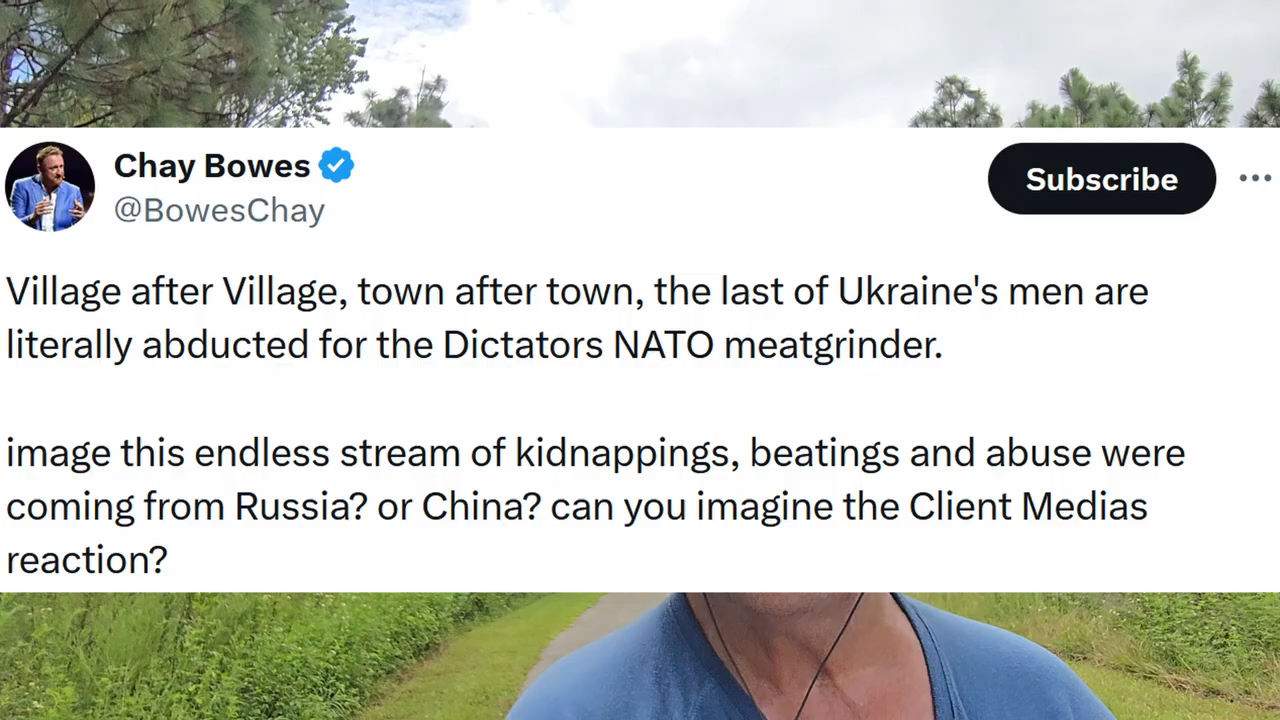 Chay Bowes
@BowesChay
Subscribe
Village after Village, town after town, the last of Ukraine's men are
literally abducted for the Dictators NATO meatgrinder.
image this endless stream of kidnappings, beatings and abuse were
coming from Russia? or China? can you imagine the Client Medias
reaction?